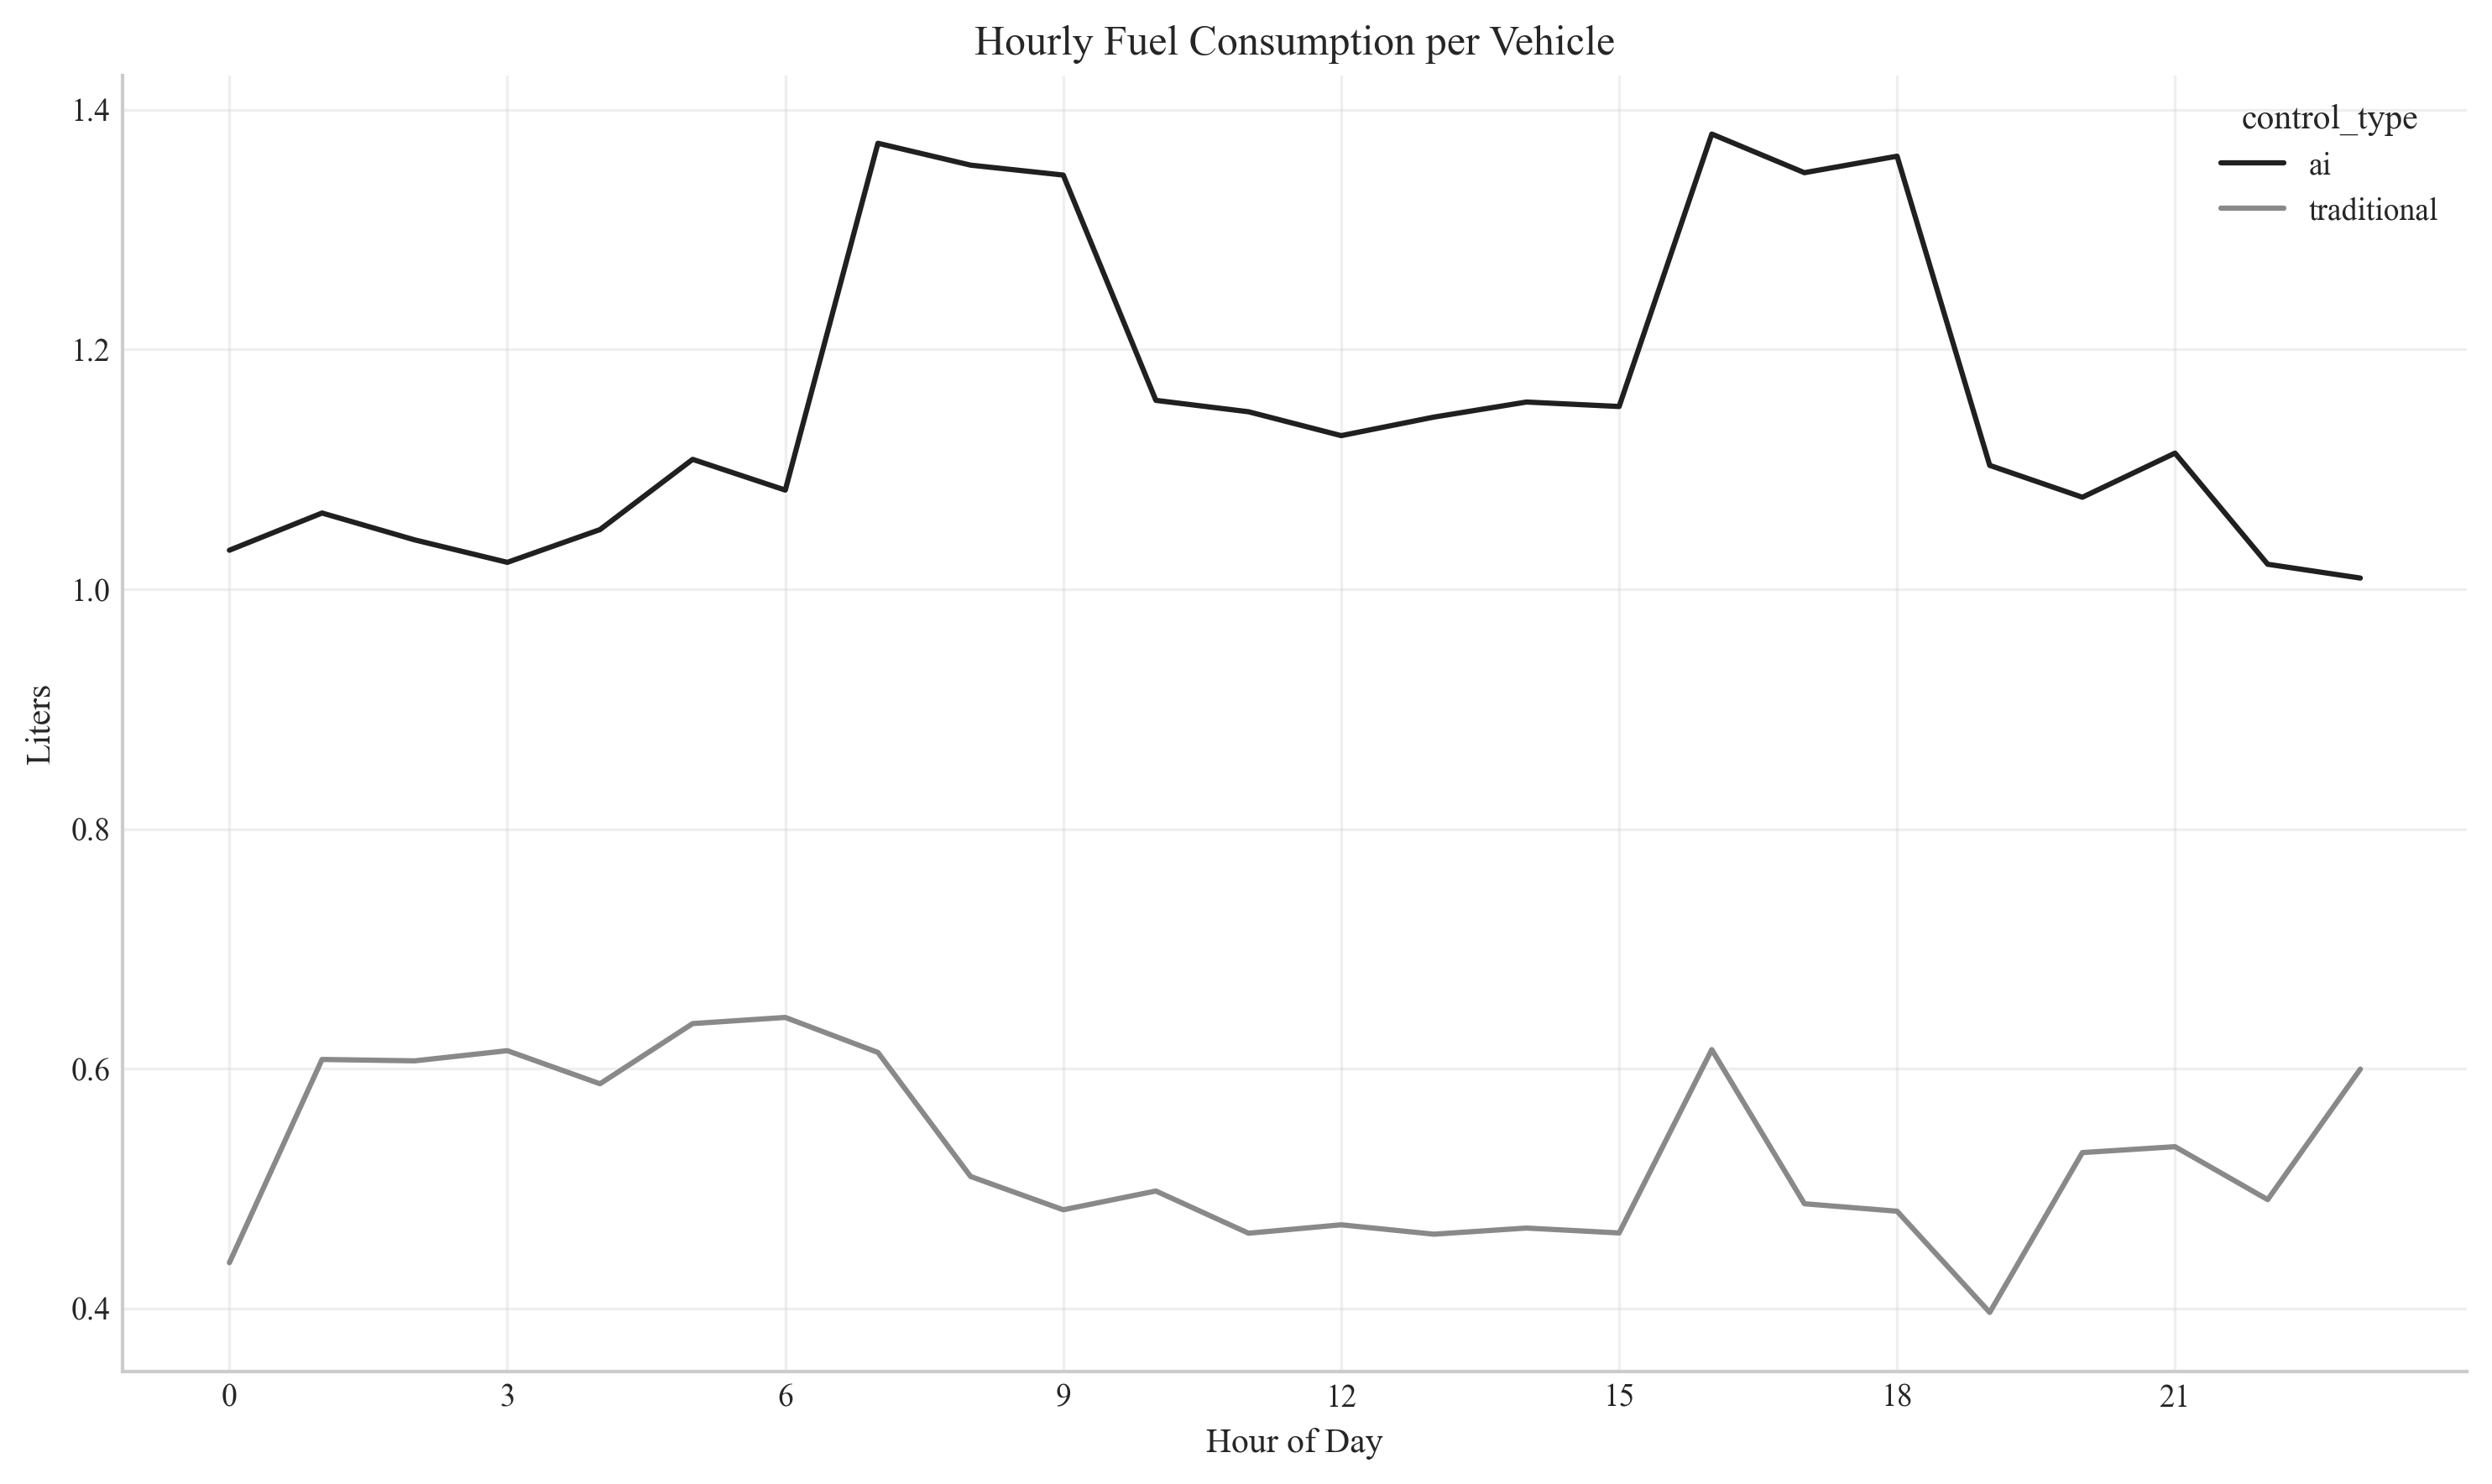 Hourly Fuel Consumption per Vehicle
control_type
ai
traditional
1.4
1.2
1.0
0.8
0.6
0.4
Liters
0 3 6 9 12 15 18 21
Hour of Day